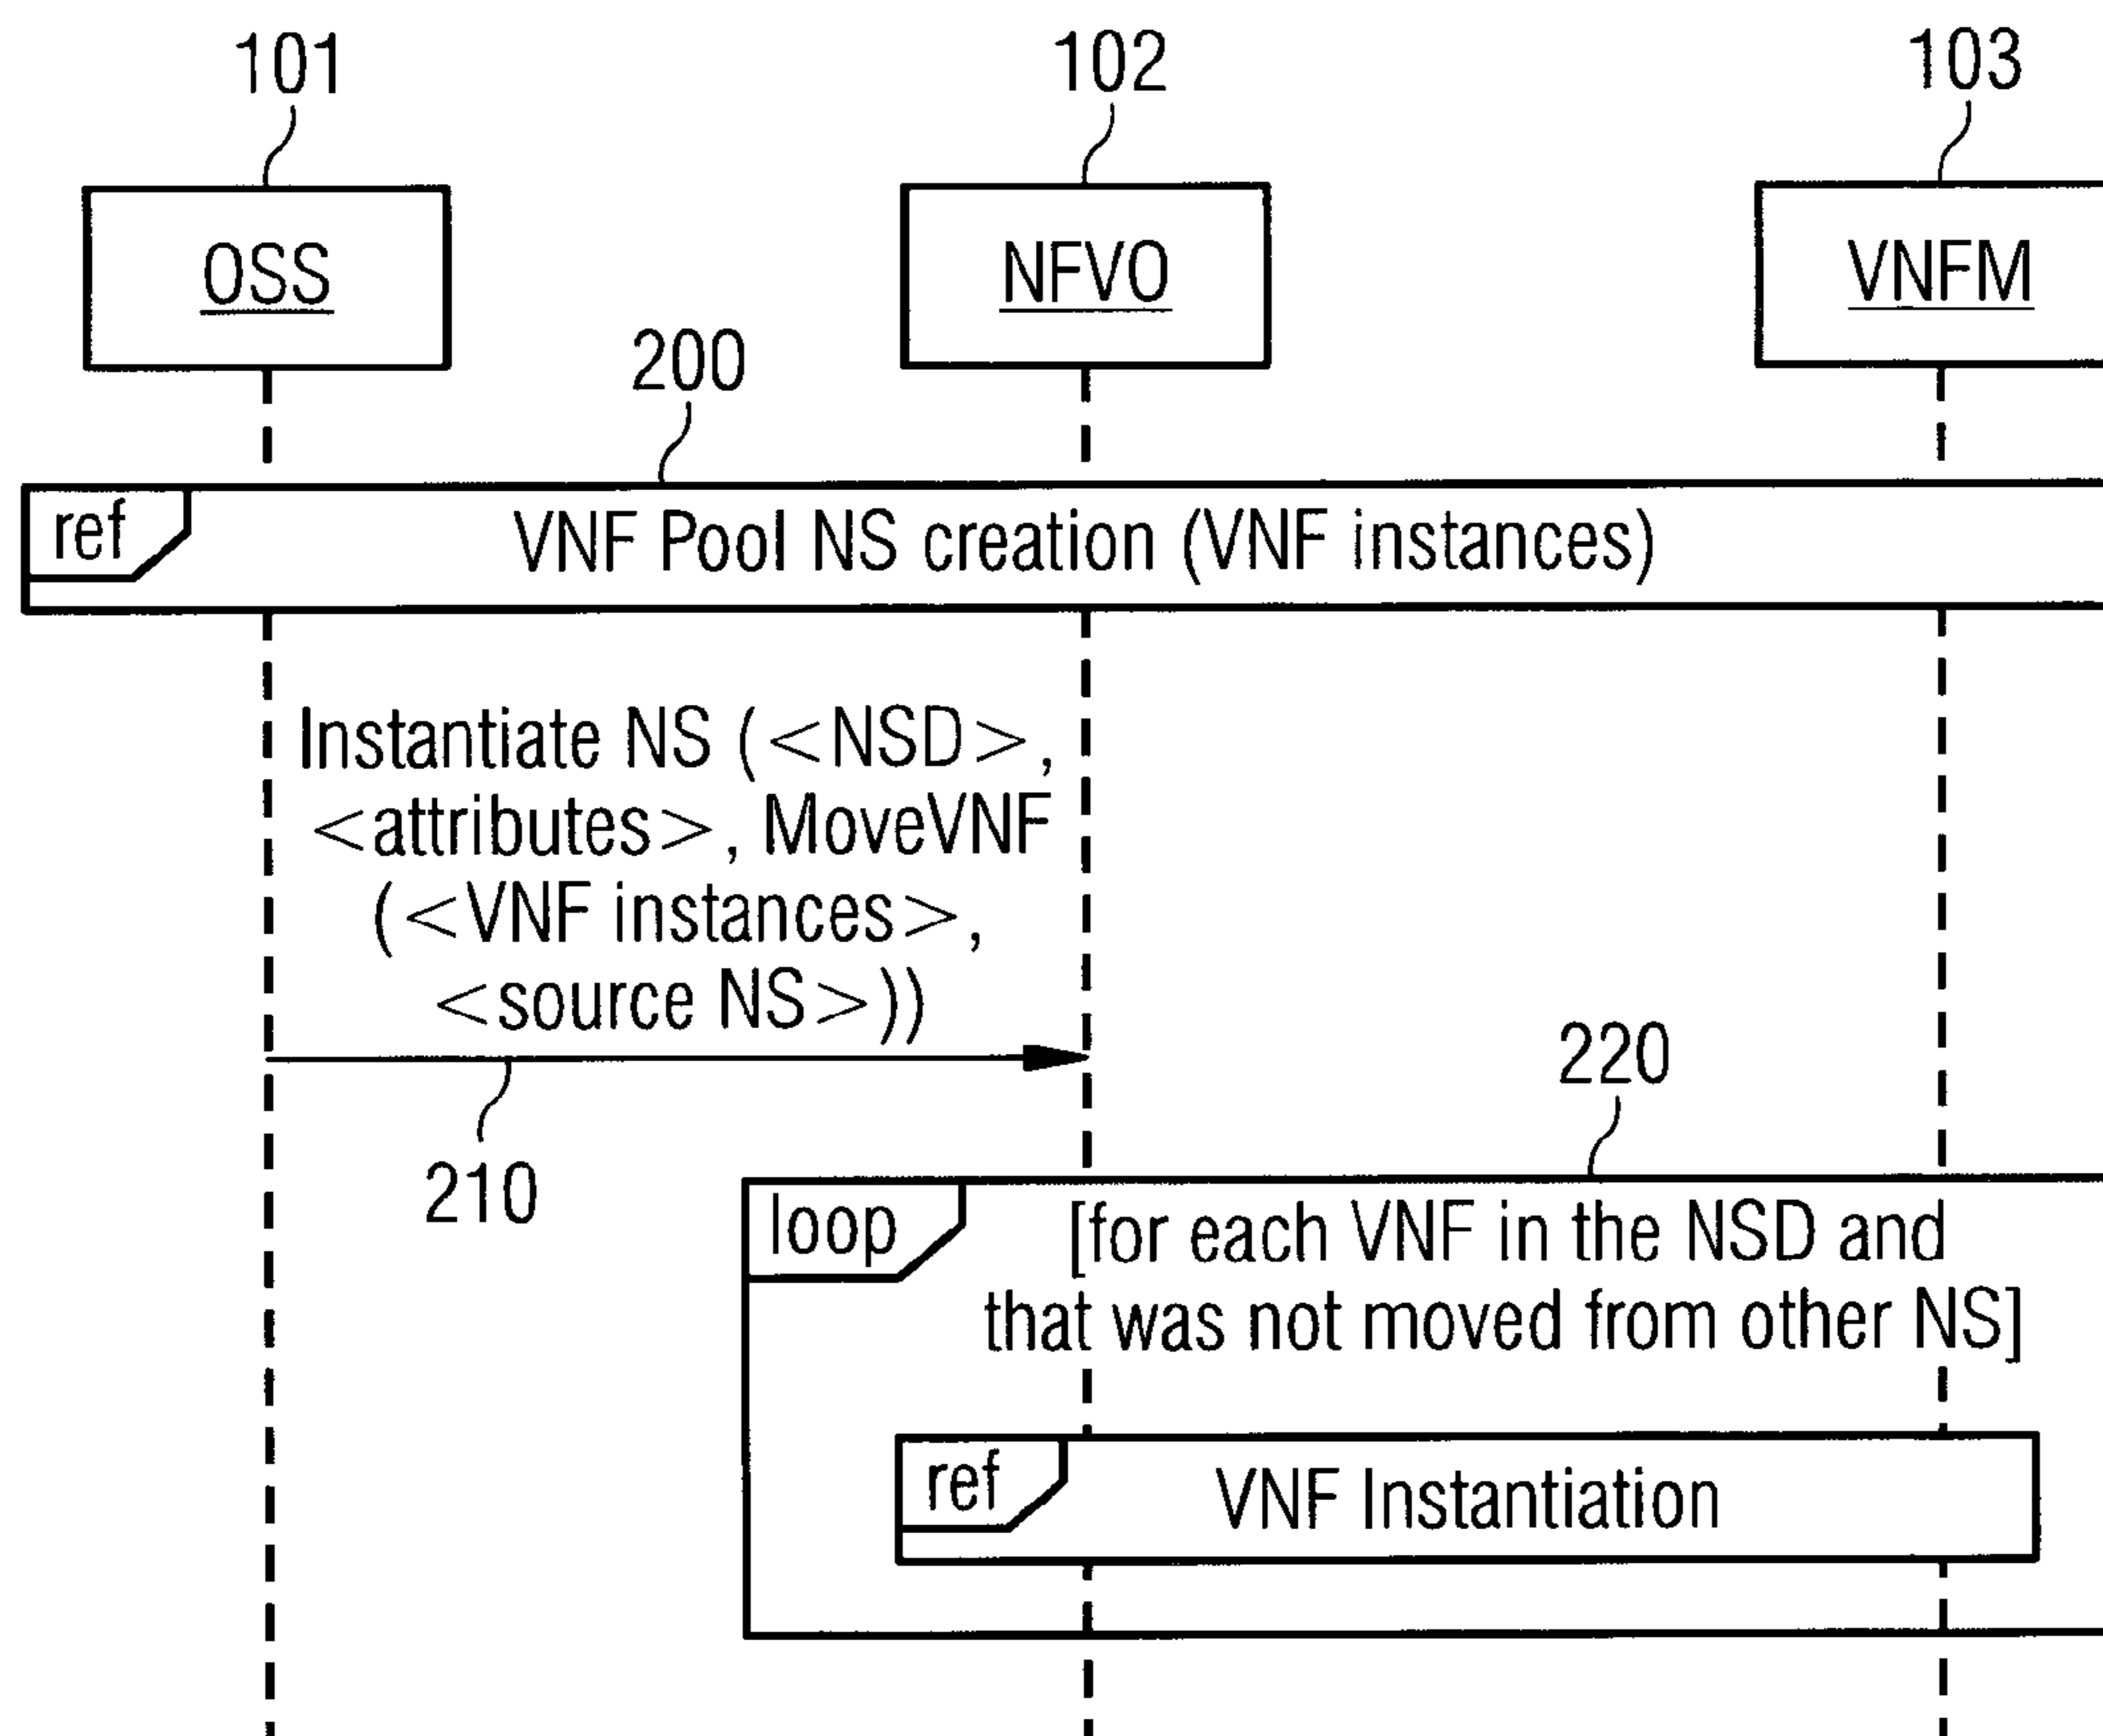 101
102
103
OSS
NFVO
VNFM
200
ref
VNF Pool NS creation (VNF instances)
Instantiate NS (<NSD>,
<attributes>, MoveVNF
(<VNF instances>,
<source NS>))
210
220
loop
[for each VNF in the NSD and
that was not moved from other NS]
ref
VNF Instantiation